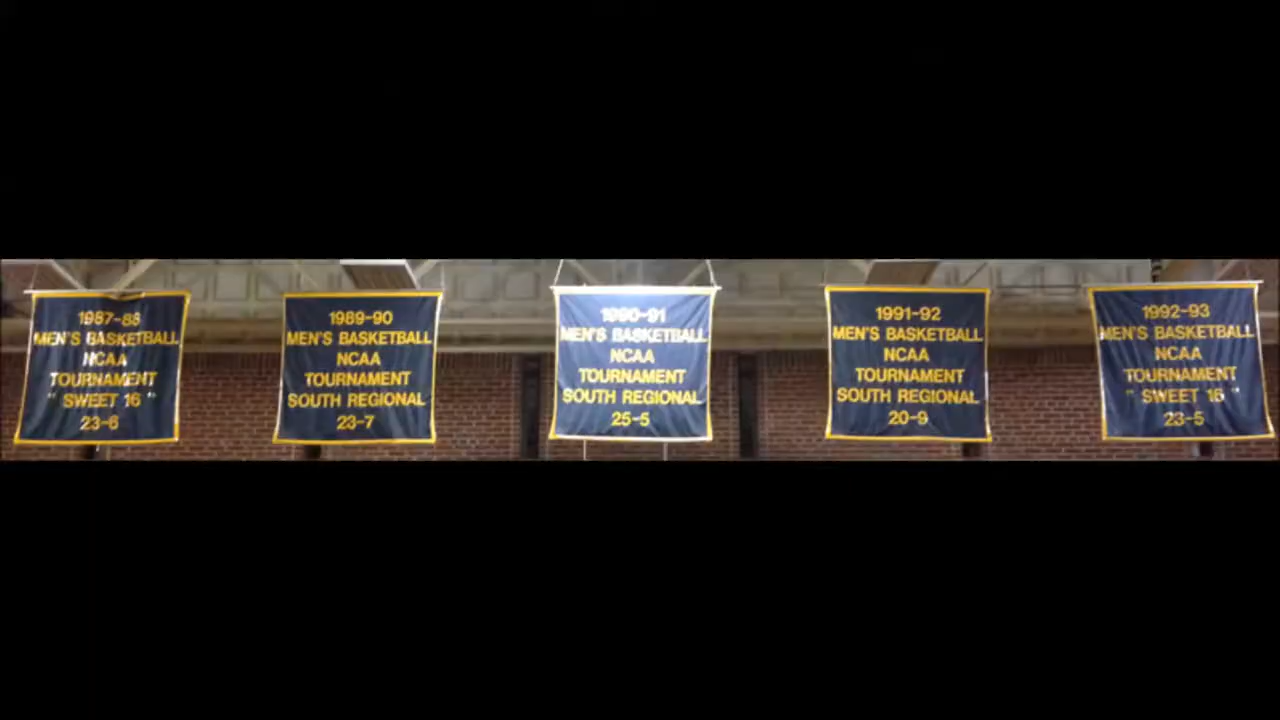 1987-88
MEN'S BASKETBALL
NCAA
TOURNAMENT
" SWEET 16 "
23-6
1989-90
MEN'S BASKETBALL
NCAA
TOURNAMENT
SOUTH REGIONAL
23-7
1990-91
MEN'S BASKETBALL
NCAA
TOURNAMENT
SOUTH REGIONAL
25-5
1991-92
MEN'S BASKETBALL
NCAA
TOURNAMENT
SOUTH REGIONAL
20-9
1992-93
MEN'S BASKETBALL
NCAA
TOURNAMENT
" SWEET 16 "
23-5